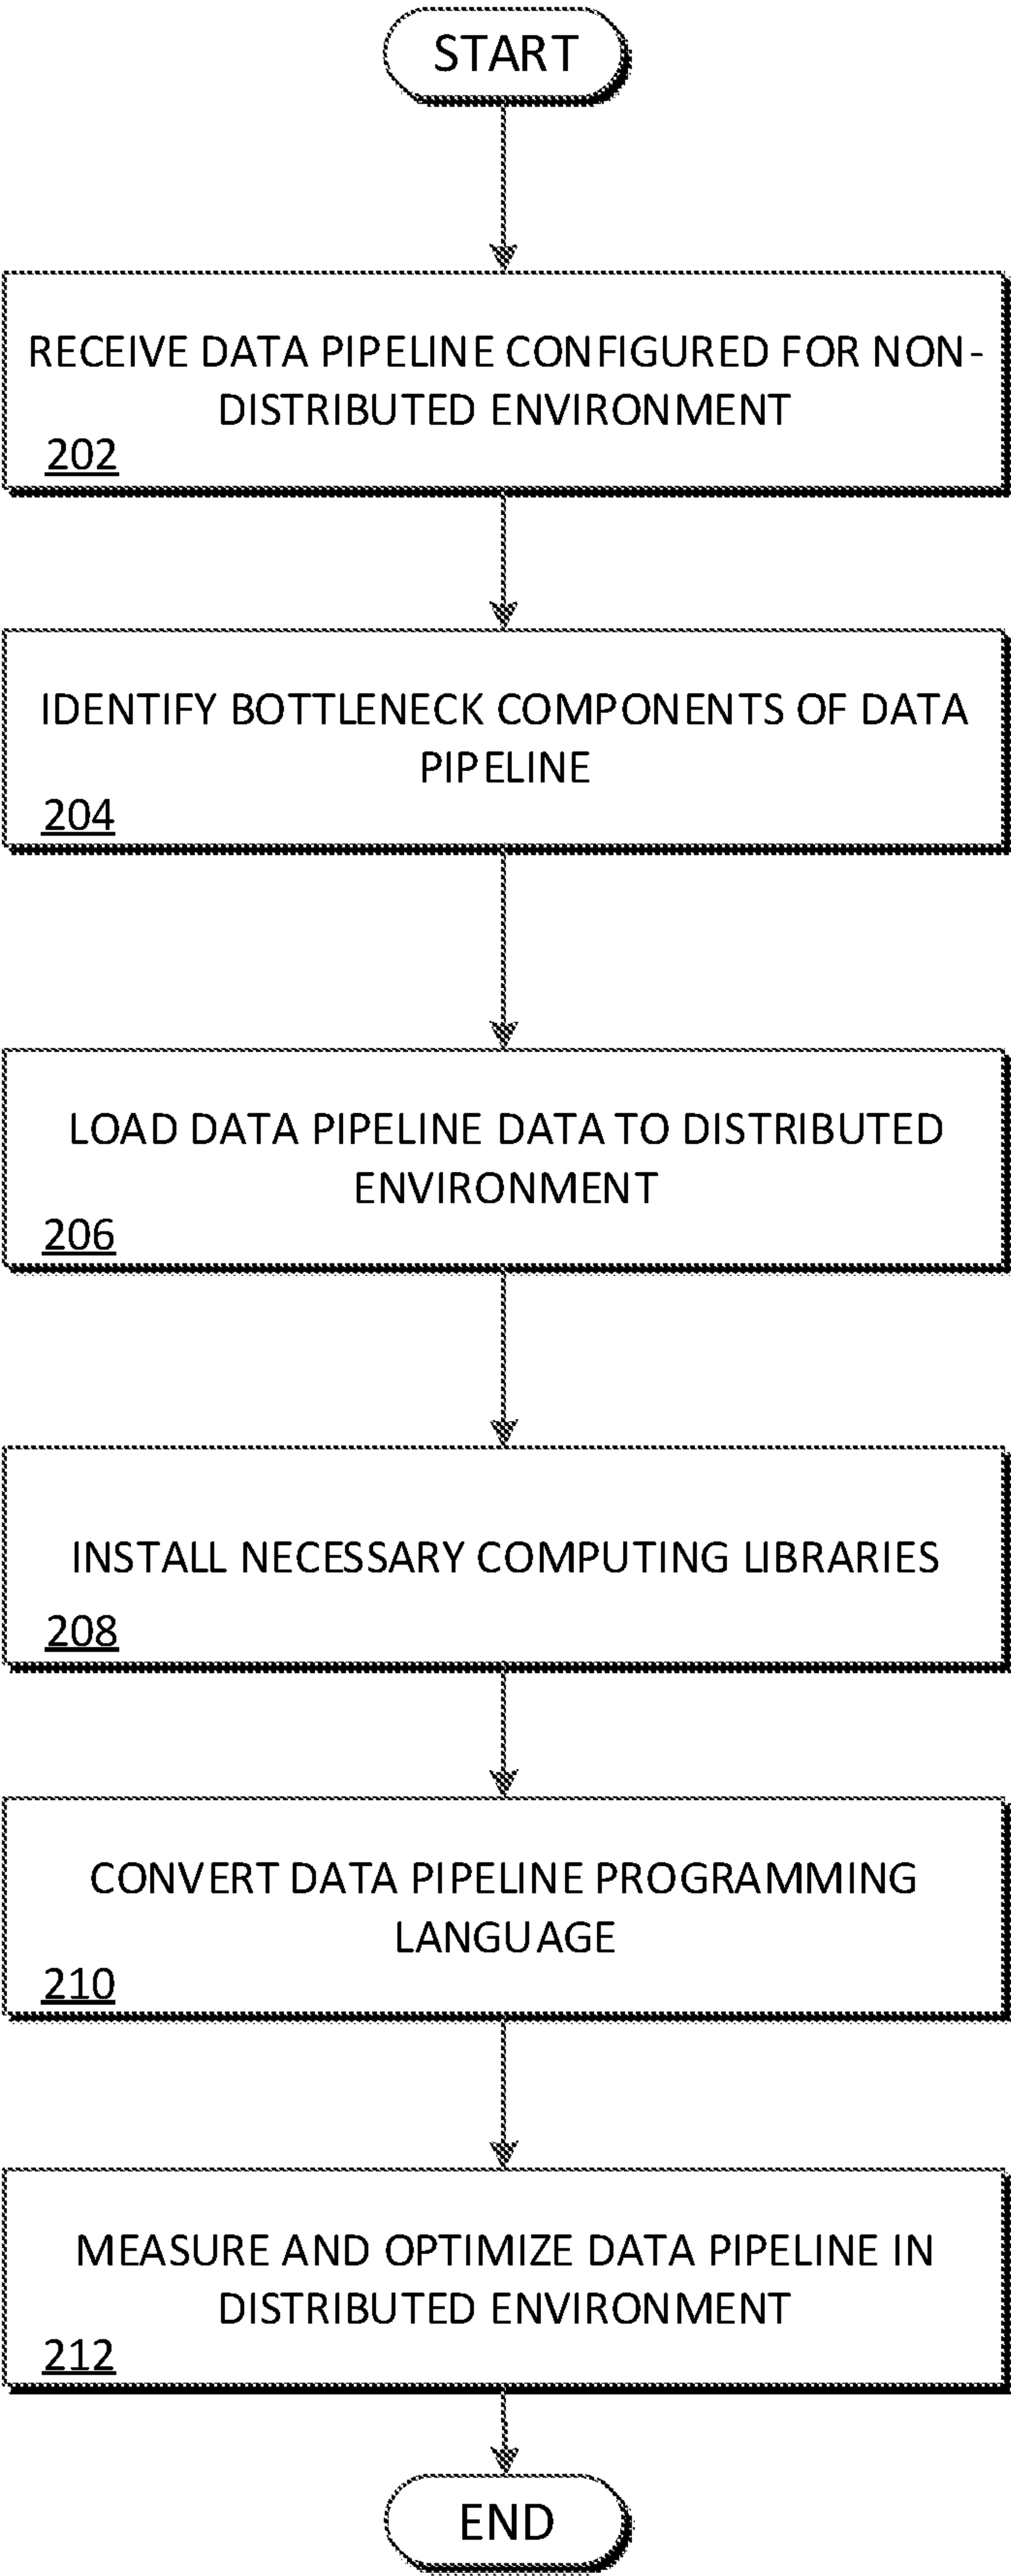 START
RECEIVE DATA PIPELINE CONFIGURED FOR NON-
DISTRIBUTED ENVIRONMENT
202
IDENTIFY BOTTLENECK COMPONENTS OF DATA
PIPELINE
204
LOAD DATA PIPELINE DATA TO DISTRIBUTED
ENVIRONMENT
206
INSTALL NECESSARY COMPUTING LIBRARIES
208
CONVERT DATA PIPELINE PROGRAMMING
LANGUAGE
210
MEASURE AND OPTIMIZE DATA PIPELINE IN
DISTRIBUTED ENVIRONMENT
212
END